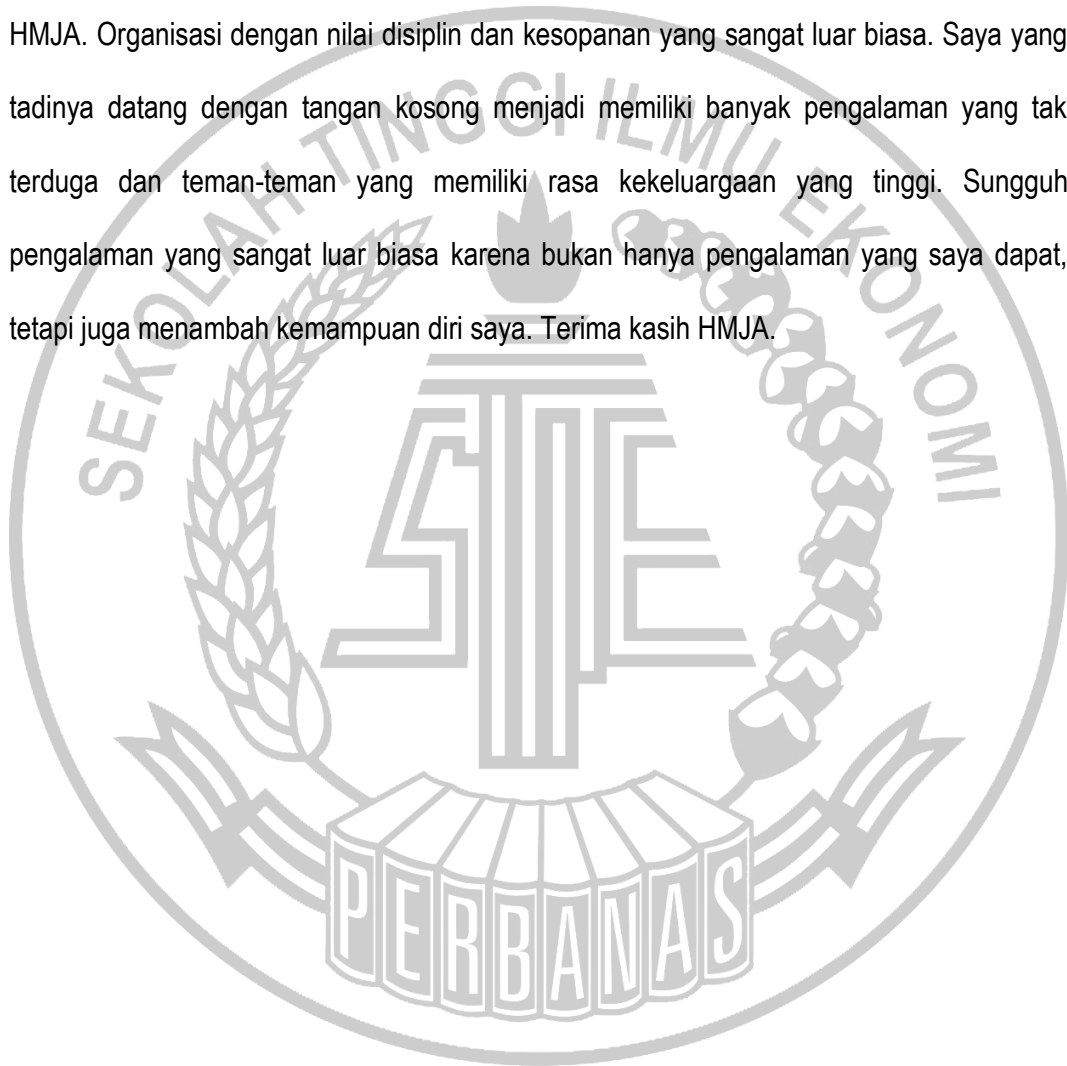 HMJA. Organisasi dengan nilai disiplin dan kesopanan yang sangat luar biasa. Saya yang
tadinya datang dengan tangan kosong menjadi memiliki banyak pengalaman yang tak
terduga dan teman-teman yang memiliki rasa kekeluargaan yang tinggi. Sungguh
pengalaman yang sangat luar biasa karena bukan hanya pengalaman yang saya dapat,
tetapi juga menambah kemampuan diri saya. Terima kasih HMJA.
SEKOLAH TINGGI ILMU EKONOMI
STIE
PERBANAS